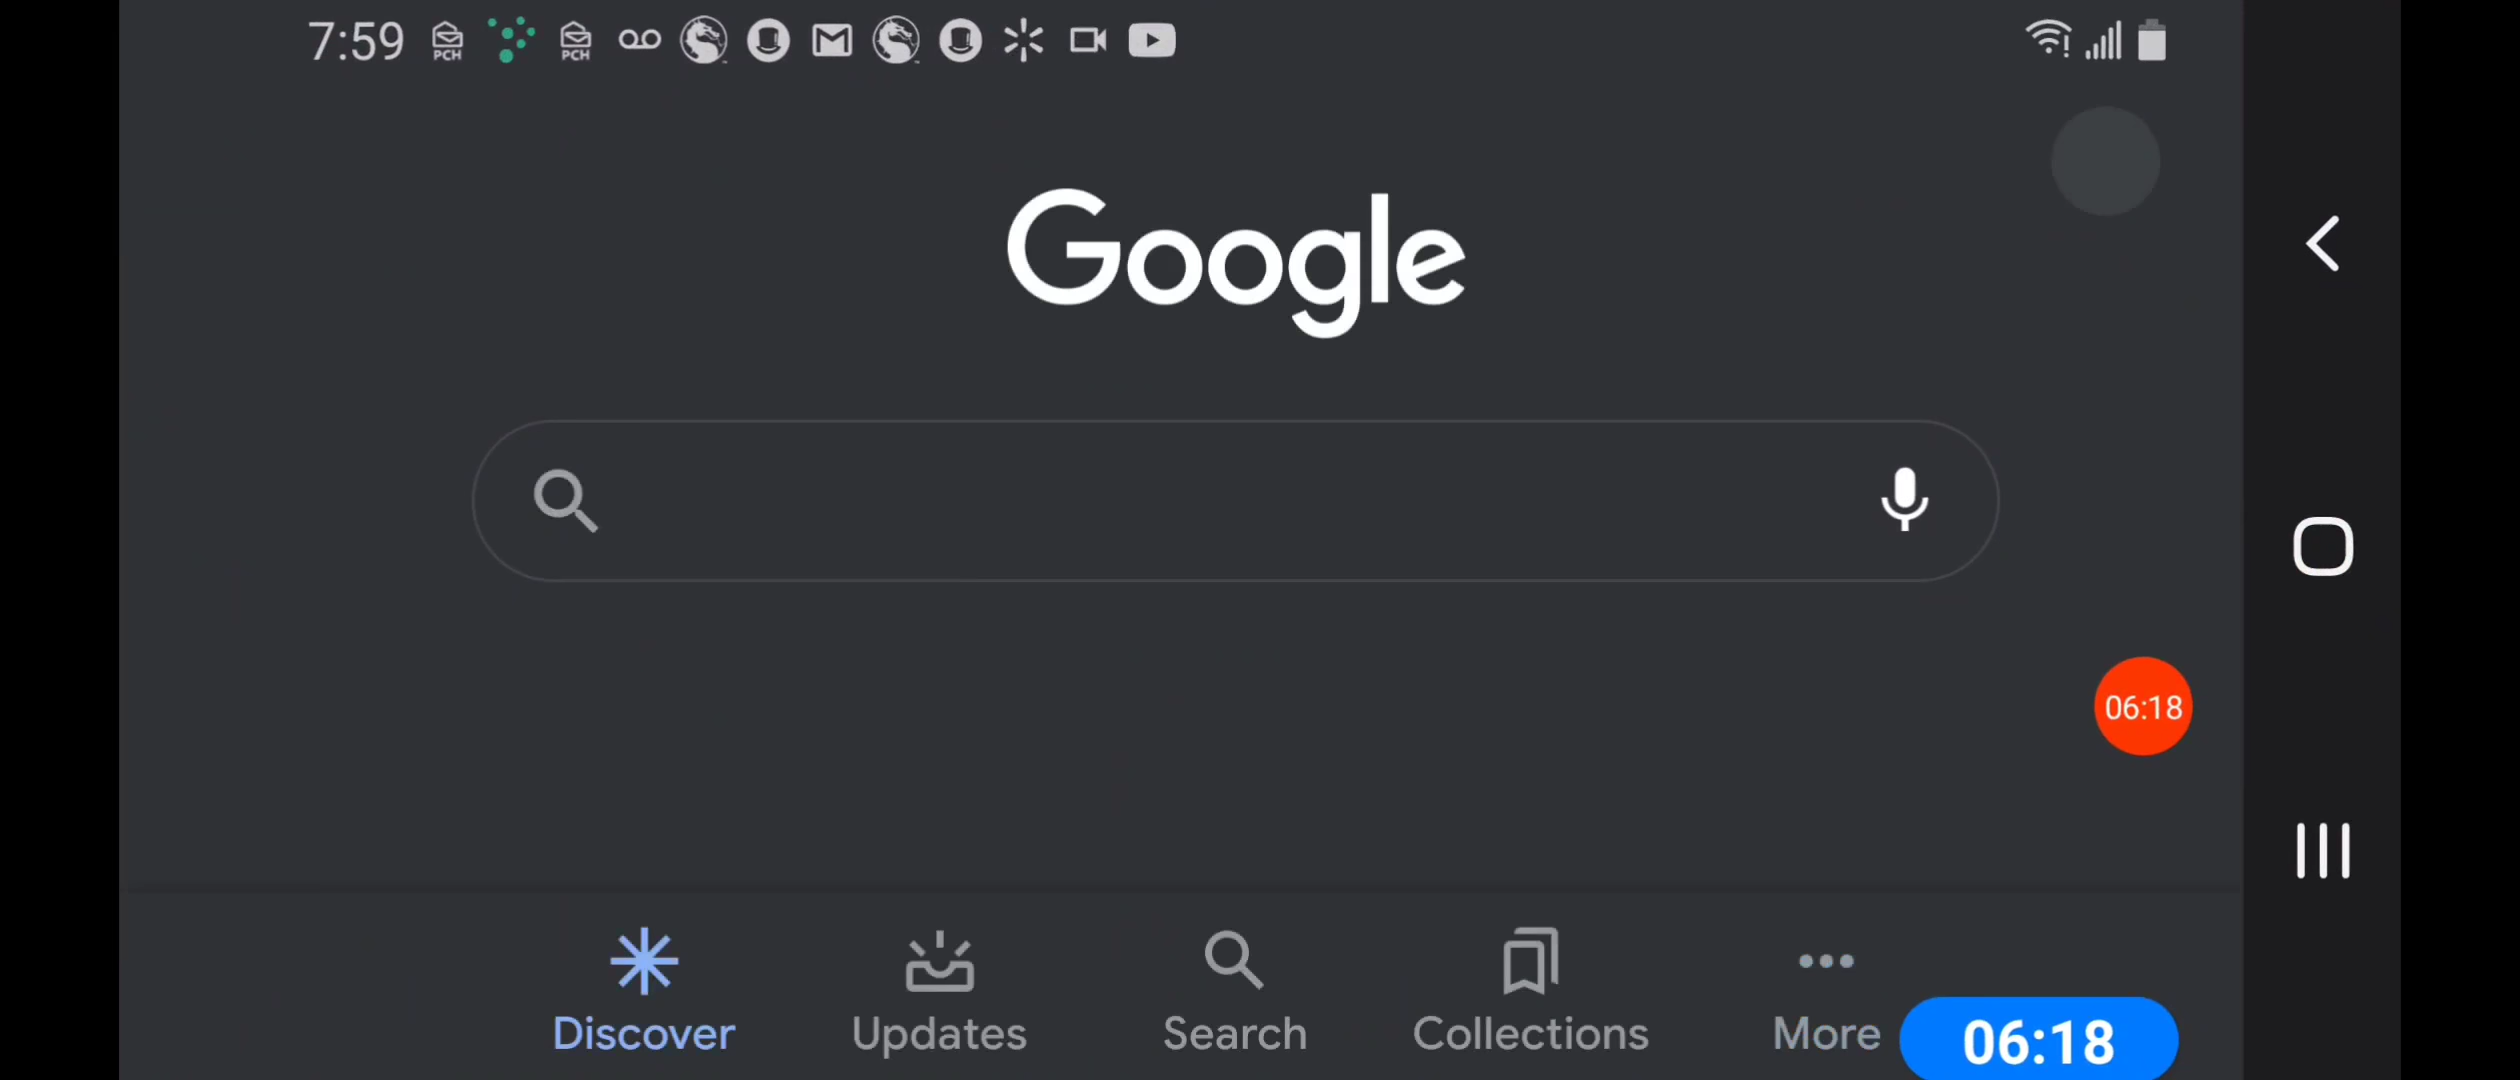 7:59 PCH PCH
Google
06:18
Discover Updates Search Collections More
06:18